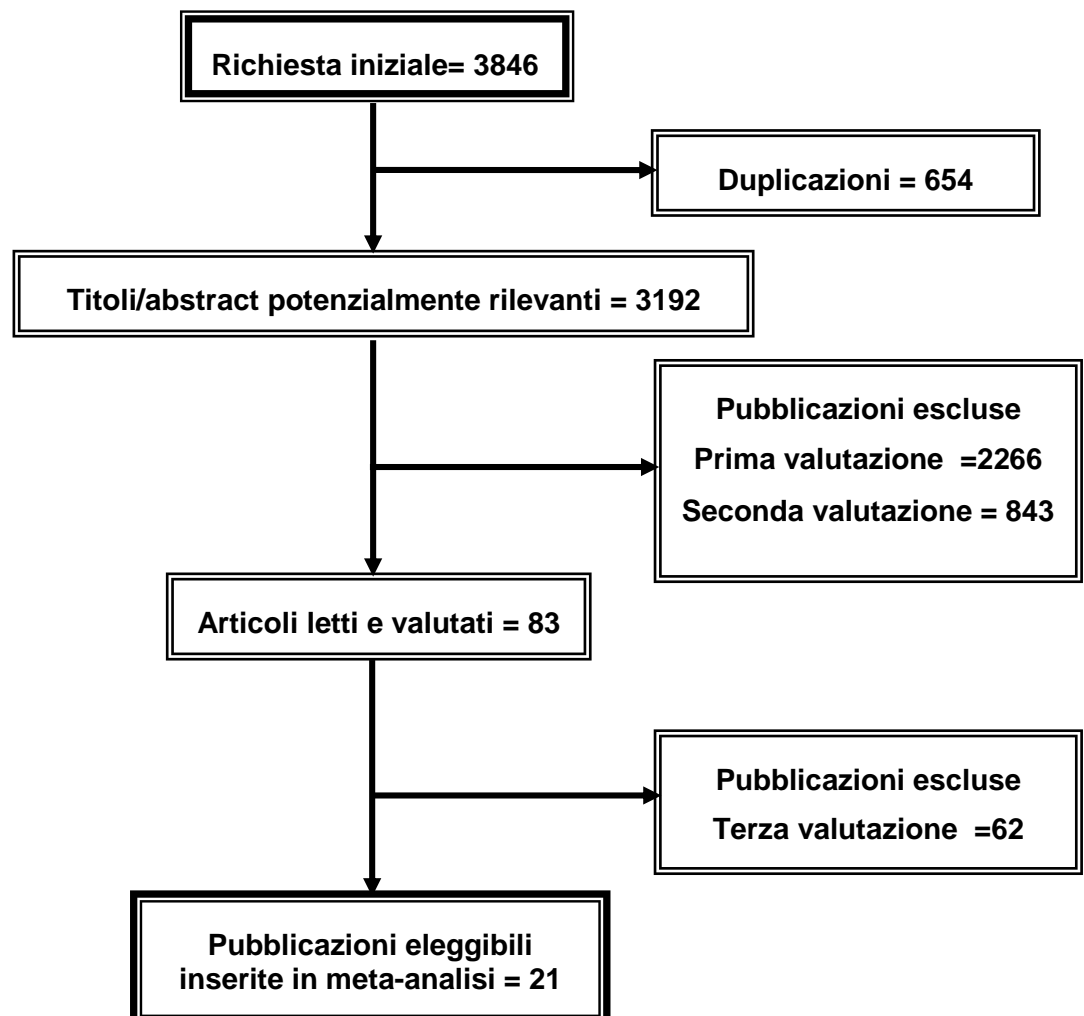 Richiesta iniziale= 3846
Duplicazioni = 654
Titoli/abstract potenzialmente rilevanti = 3192
Pubblicazioni escluse
Prima valutazione =2266
Seconda valutazione = 843
Articoli letti e valutati = 83
Pubblicazioni escluse
Terza valutazione =62
Pubblicazioni eleggibili
inserite in meta-analisi = 21